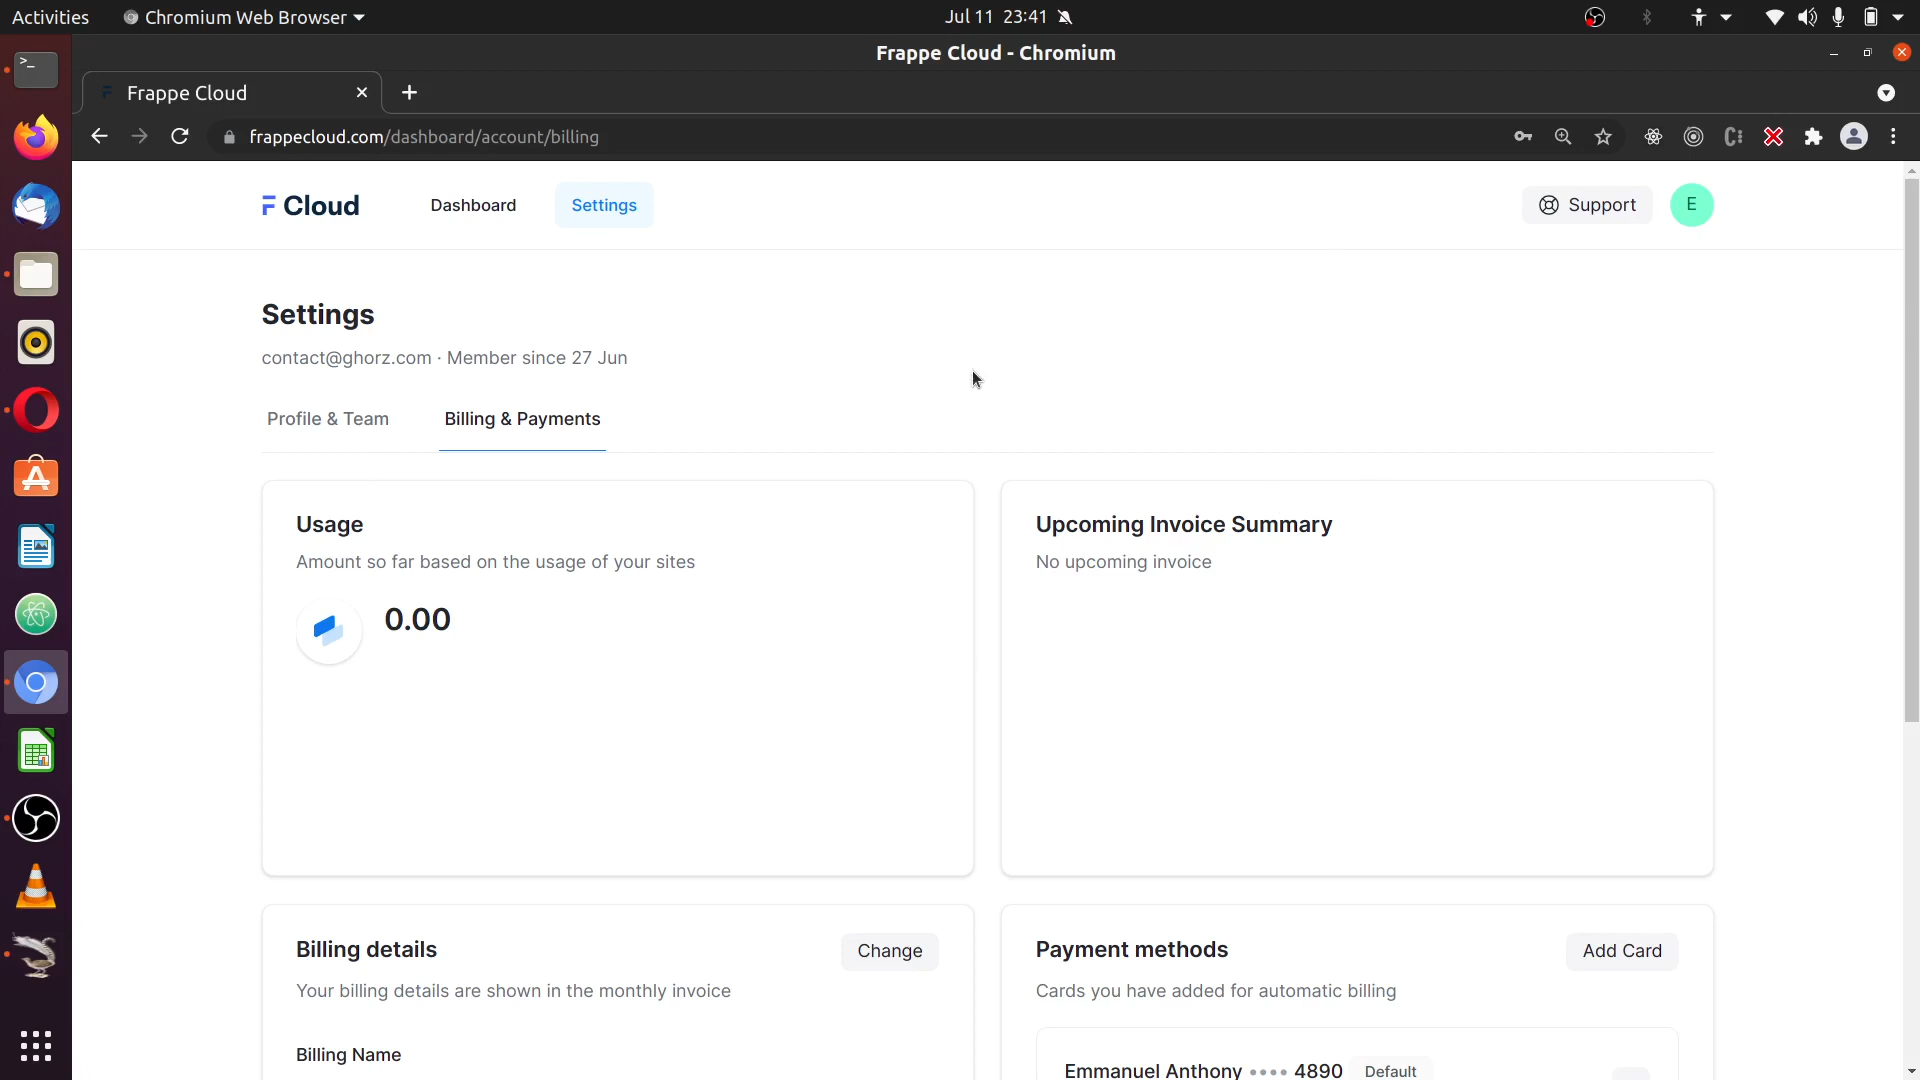 Activities
Chromium Web Browser
Jul 11 23:41
Frappe Cloud - Chromium
Frappe Cloud
frappecloud.com/dashboard/account/billing
Cloud
Dashboard
Settings
Support
E
Settings
contact@ghorz.com · Member since 27 Jun
Profile & Team
Billing & Payments
Usage
Amount so far based on the usage of your sites
0.00
Upcoming Invoice Summary
No upcoming invoice
Billing details
Change
Your billing details are shown in the monthly invoice
Billing Name
Payment methods
Add Card
Cards you have added for automatic billing
Emmanuel Anthony •••• 4890 Default